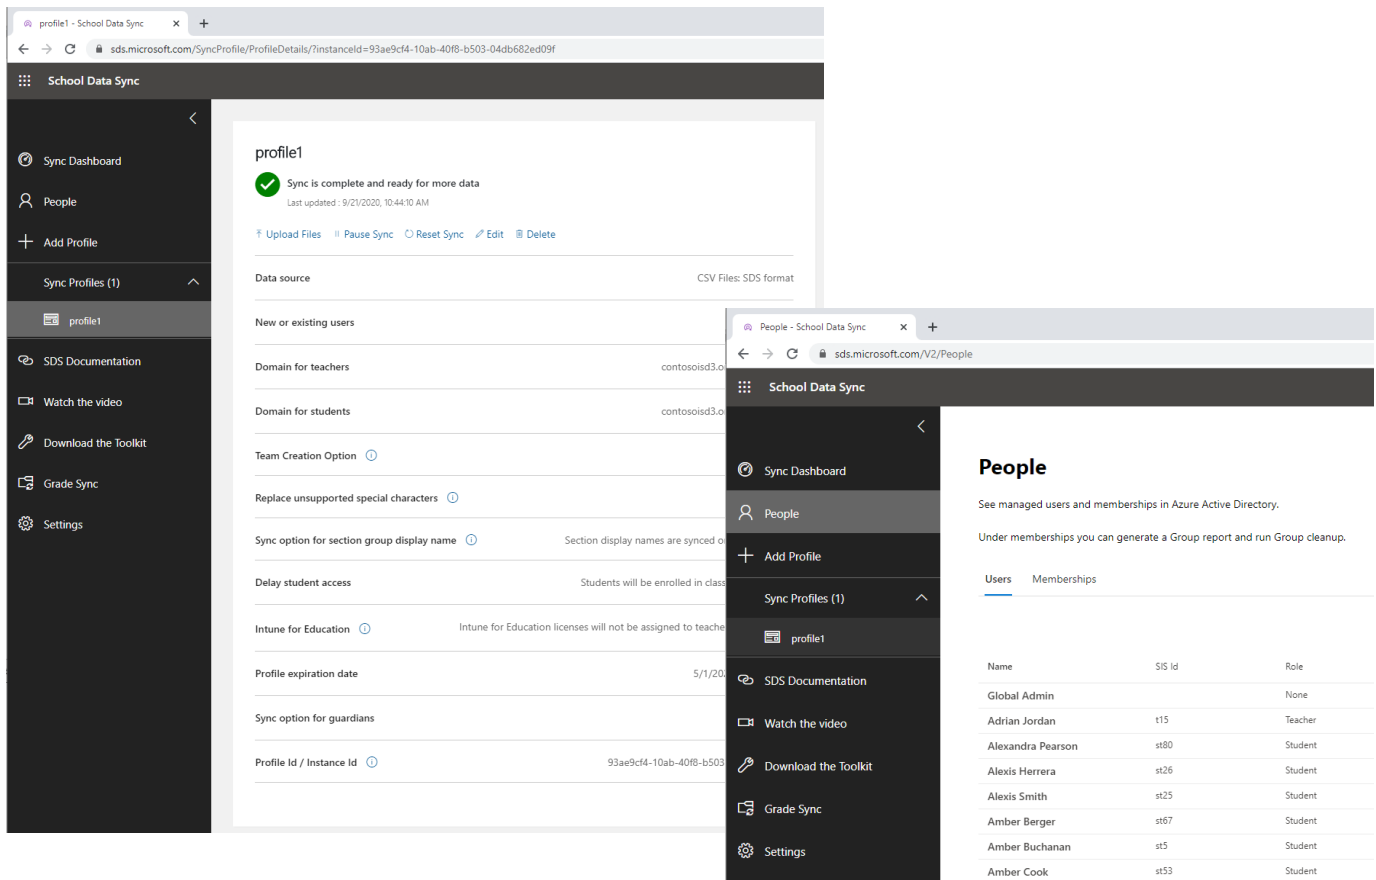 profile1 - School Data Sync
sds.microsoft.com/SyncProfile/ProfileDetails/?instanceId=93ae9cf4-10ab-40f8-b503-04db682ed09f
School Data Sync
Sync Dashboard
People
Add Profile
Sync Profiles (1)
profile1
SDS Documentation
Watch the video
Download the Toolkit
Grade Sync
Settings
profile1
Sync is complete and ready for more data
Last updated : 9/21/2020, 10:44:10 AM
Upload Files Pause Sync Reset Sync Edit Delete
Data source CSV Files: SDS format
New or existing users
Domain for teachers contosoisd3.o
Domain for students contosoisd3.o
Team Creation Option
Replace unsupported special characters
Sync option for section group display name Section display names are synced o
Delay student access Students will be enrolled in class
Intune for Education Intune for Education licenses will not be assigned to teache
Profile expiration date 5/1/20
Sync option for guardians
Profile Id / Instance Id 93ae9cf4-10ab-40f8-b503
People - School Data Sync
sds.microsoft.com/V2/People
School Data Sync
Sync Dashboard
People
Add Profile
Sync Profiles (1)
profile1
SDS Documentation
Watch the video
Download the Toolkit
Grade Sync
Settings
People
See managed users and memberships in Azure Active Directory.
Under memberships you can generate a Group report and run Group cleanup.
Users Memberships
Name SIS Id Role
Global Admin None
Adrian Jordan t15 Teacher
Alexandra Pearson st80 Student
Alexis Herrera st26 Student
Alexis Smith st25 Student
Amber Berger st67 Student
Amber Buchanan st5 Student
Amber Cook st53 Student